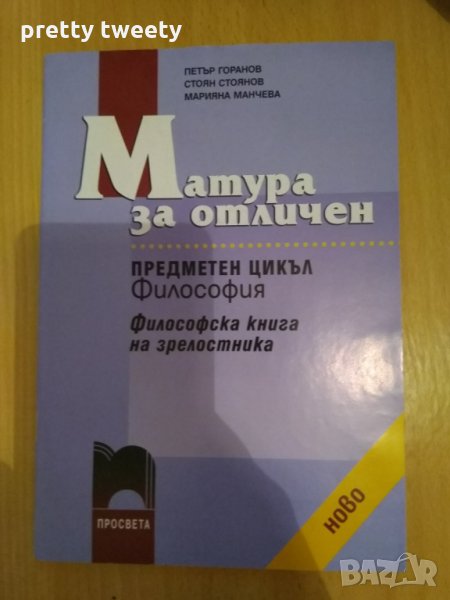 pretty tweety
ПЕТЪР ГОРАНОВ
СТОЯН СТОЯНОВ
МАРИЯНА МАНЧЕВА
Матура
за отличен
ПРЕДМЕТЕН ЦИКЪЛ
Философия
Философска книга
на зрелостника
ПРОСВЕТА
ново
BAZAR